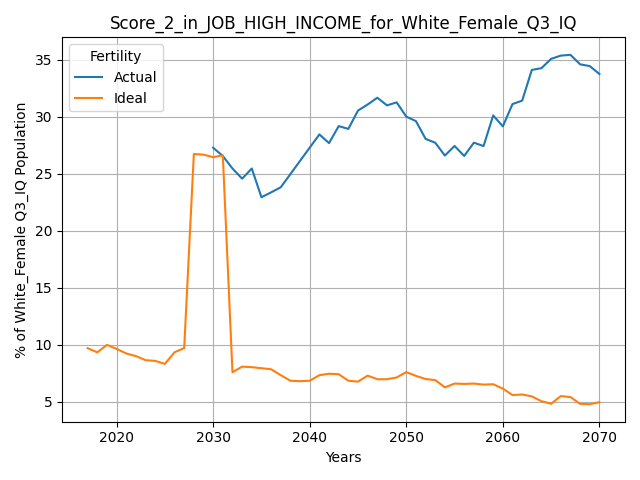 Score_2_in_JOB_HIGH_INCOME_for_White_Female_Q3_IQ
Fertility
Actual
Ideal
% of White_Female Q3_IQ Population
35
30
25
20
15
10
5
2020
2030
2040
2050
2060
2070
Years